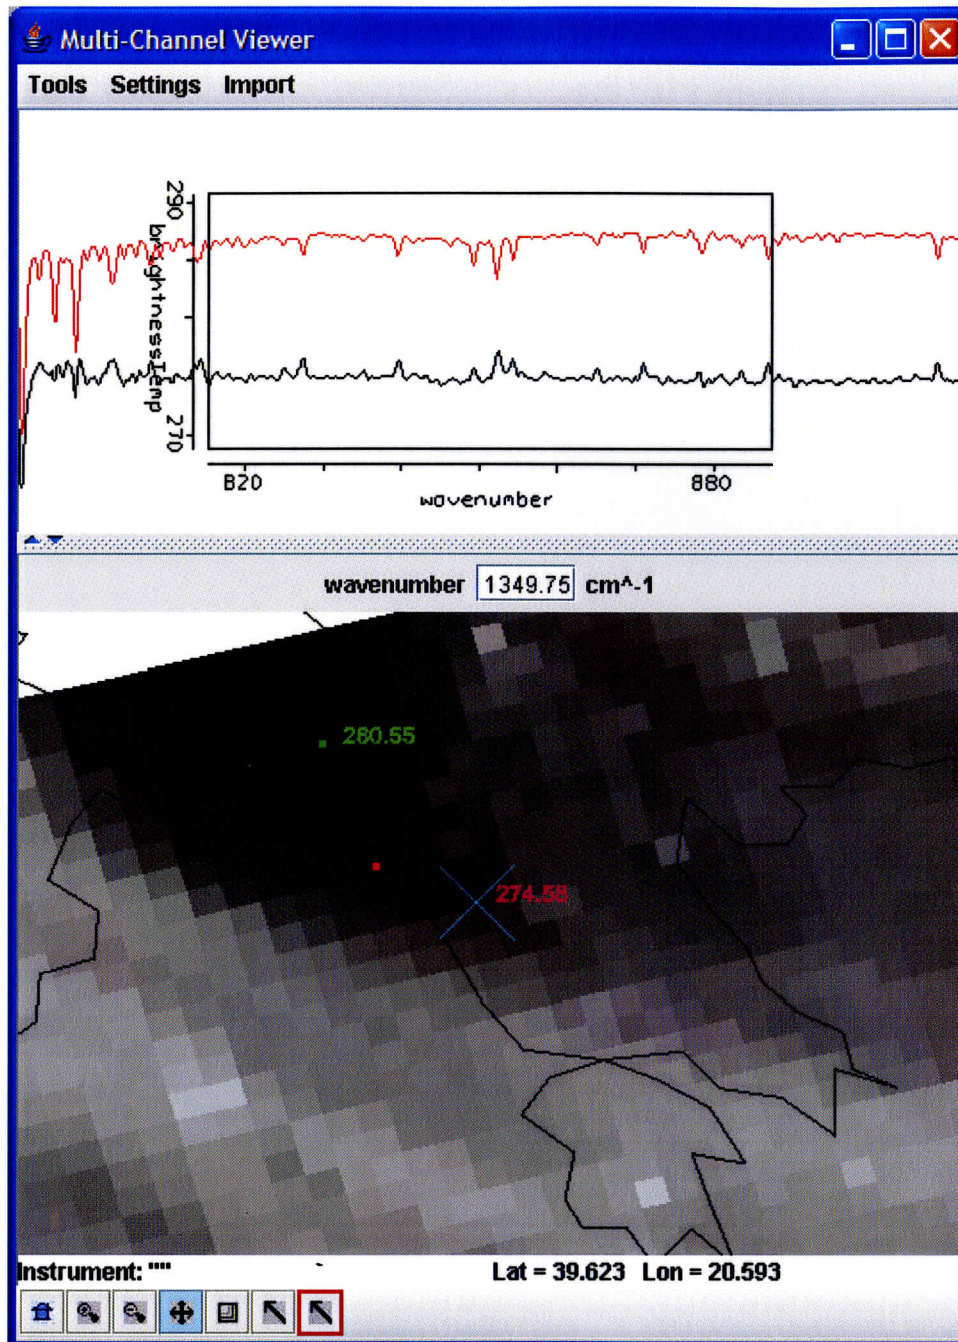 Multi-Channel Viewer
Tools Settings Import
290
brightnessTemp
270
820
880
wavenumber
wavenumber 1349.75 cm^-1
260.55
274.58
Instrument: ""
Lat = 39.623 Lon = 20.593